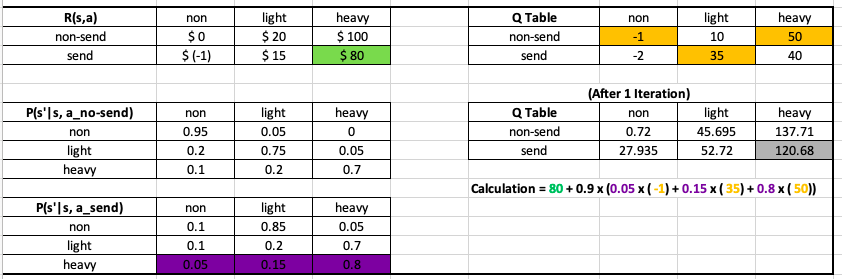 R(s,a) non light heavy
non-send $ 0 $ 20 $ 100
send $ (-1) $ 15 $ 80
P(s'|s, a_no-send) non light heavy
non 0.95 0.05 0
light 0.2 0.75 0.05
heavy 0.1 0.2 0.7
P(s'|s, a_send) non light heavy
non 0.1 0.85 0.05
light 0.1 0.2 0.7
heavy 0.05 0.15 0.8
Q Table non light heavy
non-send -1 10 50
send -2 35 40
(After 1 Iteration)
Q Table non light heavy
non-send 0.72 45.695 137.71
send 27.935 52.72 120.68
Calculation = 80 + 0.9 x (0.05 x ( -1) + 0.15 x ( 35) + 0.8 x ( 50))